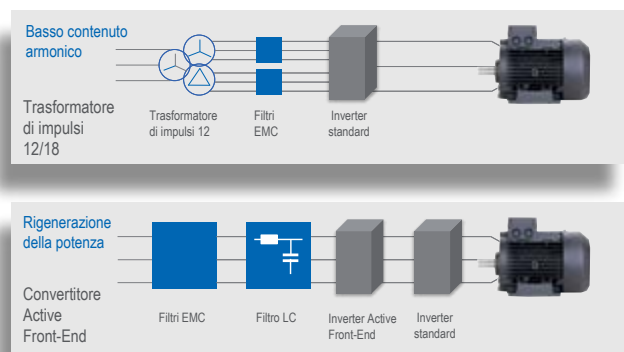 Basso contenuto
armonico
Trasformatore
di impulsi
12/18
Trasformatore
di impulsi 12
Filtri
EMC
Inverter
standard
Rigenerazione
della potenza
Convertitore
Active
Front-End
Filtri EMC
Filtro LC
Inverter Active
Front-End
Inverter
standard